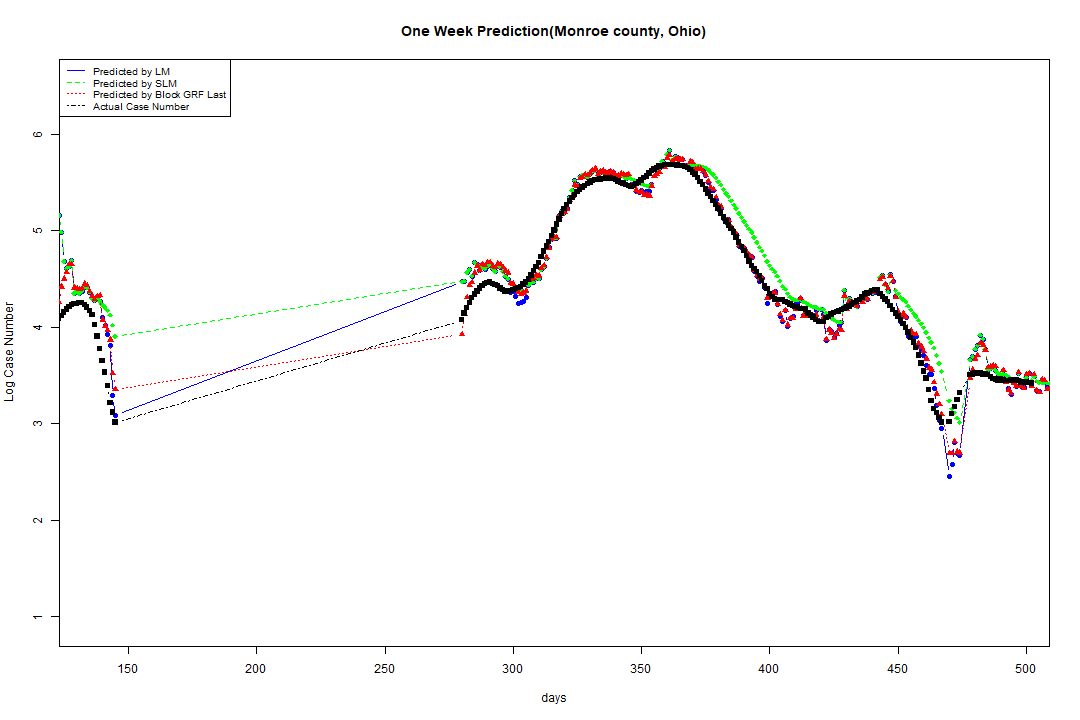 One Week Prediction(Monroe county, Ohio)
Predicted by LM
Predicted by SLM
Predicted by Block GRF Last
Actual Case Number
6
5
4
3
2
1
Log Case Number
150 200 250 300 350 400 450 500
days